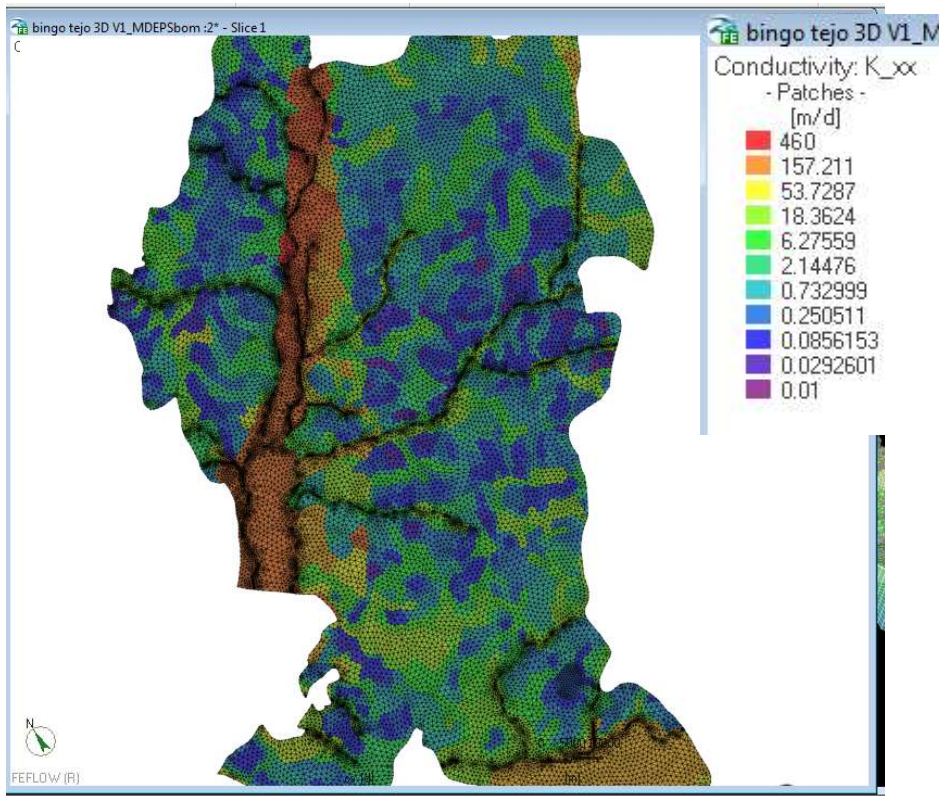 bingo tejo 3D V1_MDEPSbom :2* - Slice 1
bingo tejo 3D V1_M
Conductivity: K_xx
- Patches -
[m/d]
460
157.211
53.7287
18.3624
6.27559
2.14476
0.732999
0.250511
0.0856153
0.0292601
0.01
N
FEFLOW (R)